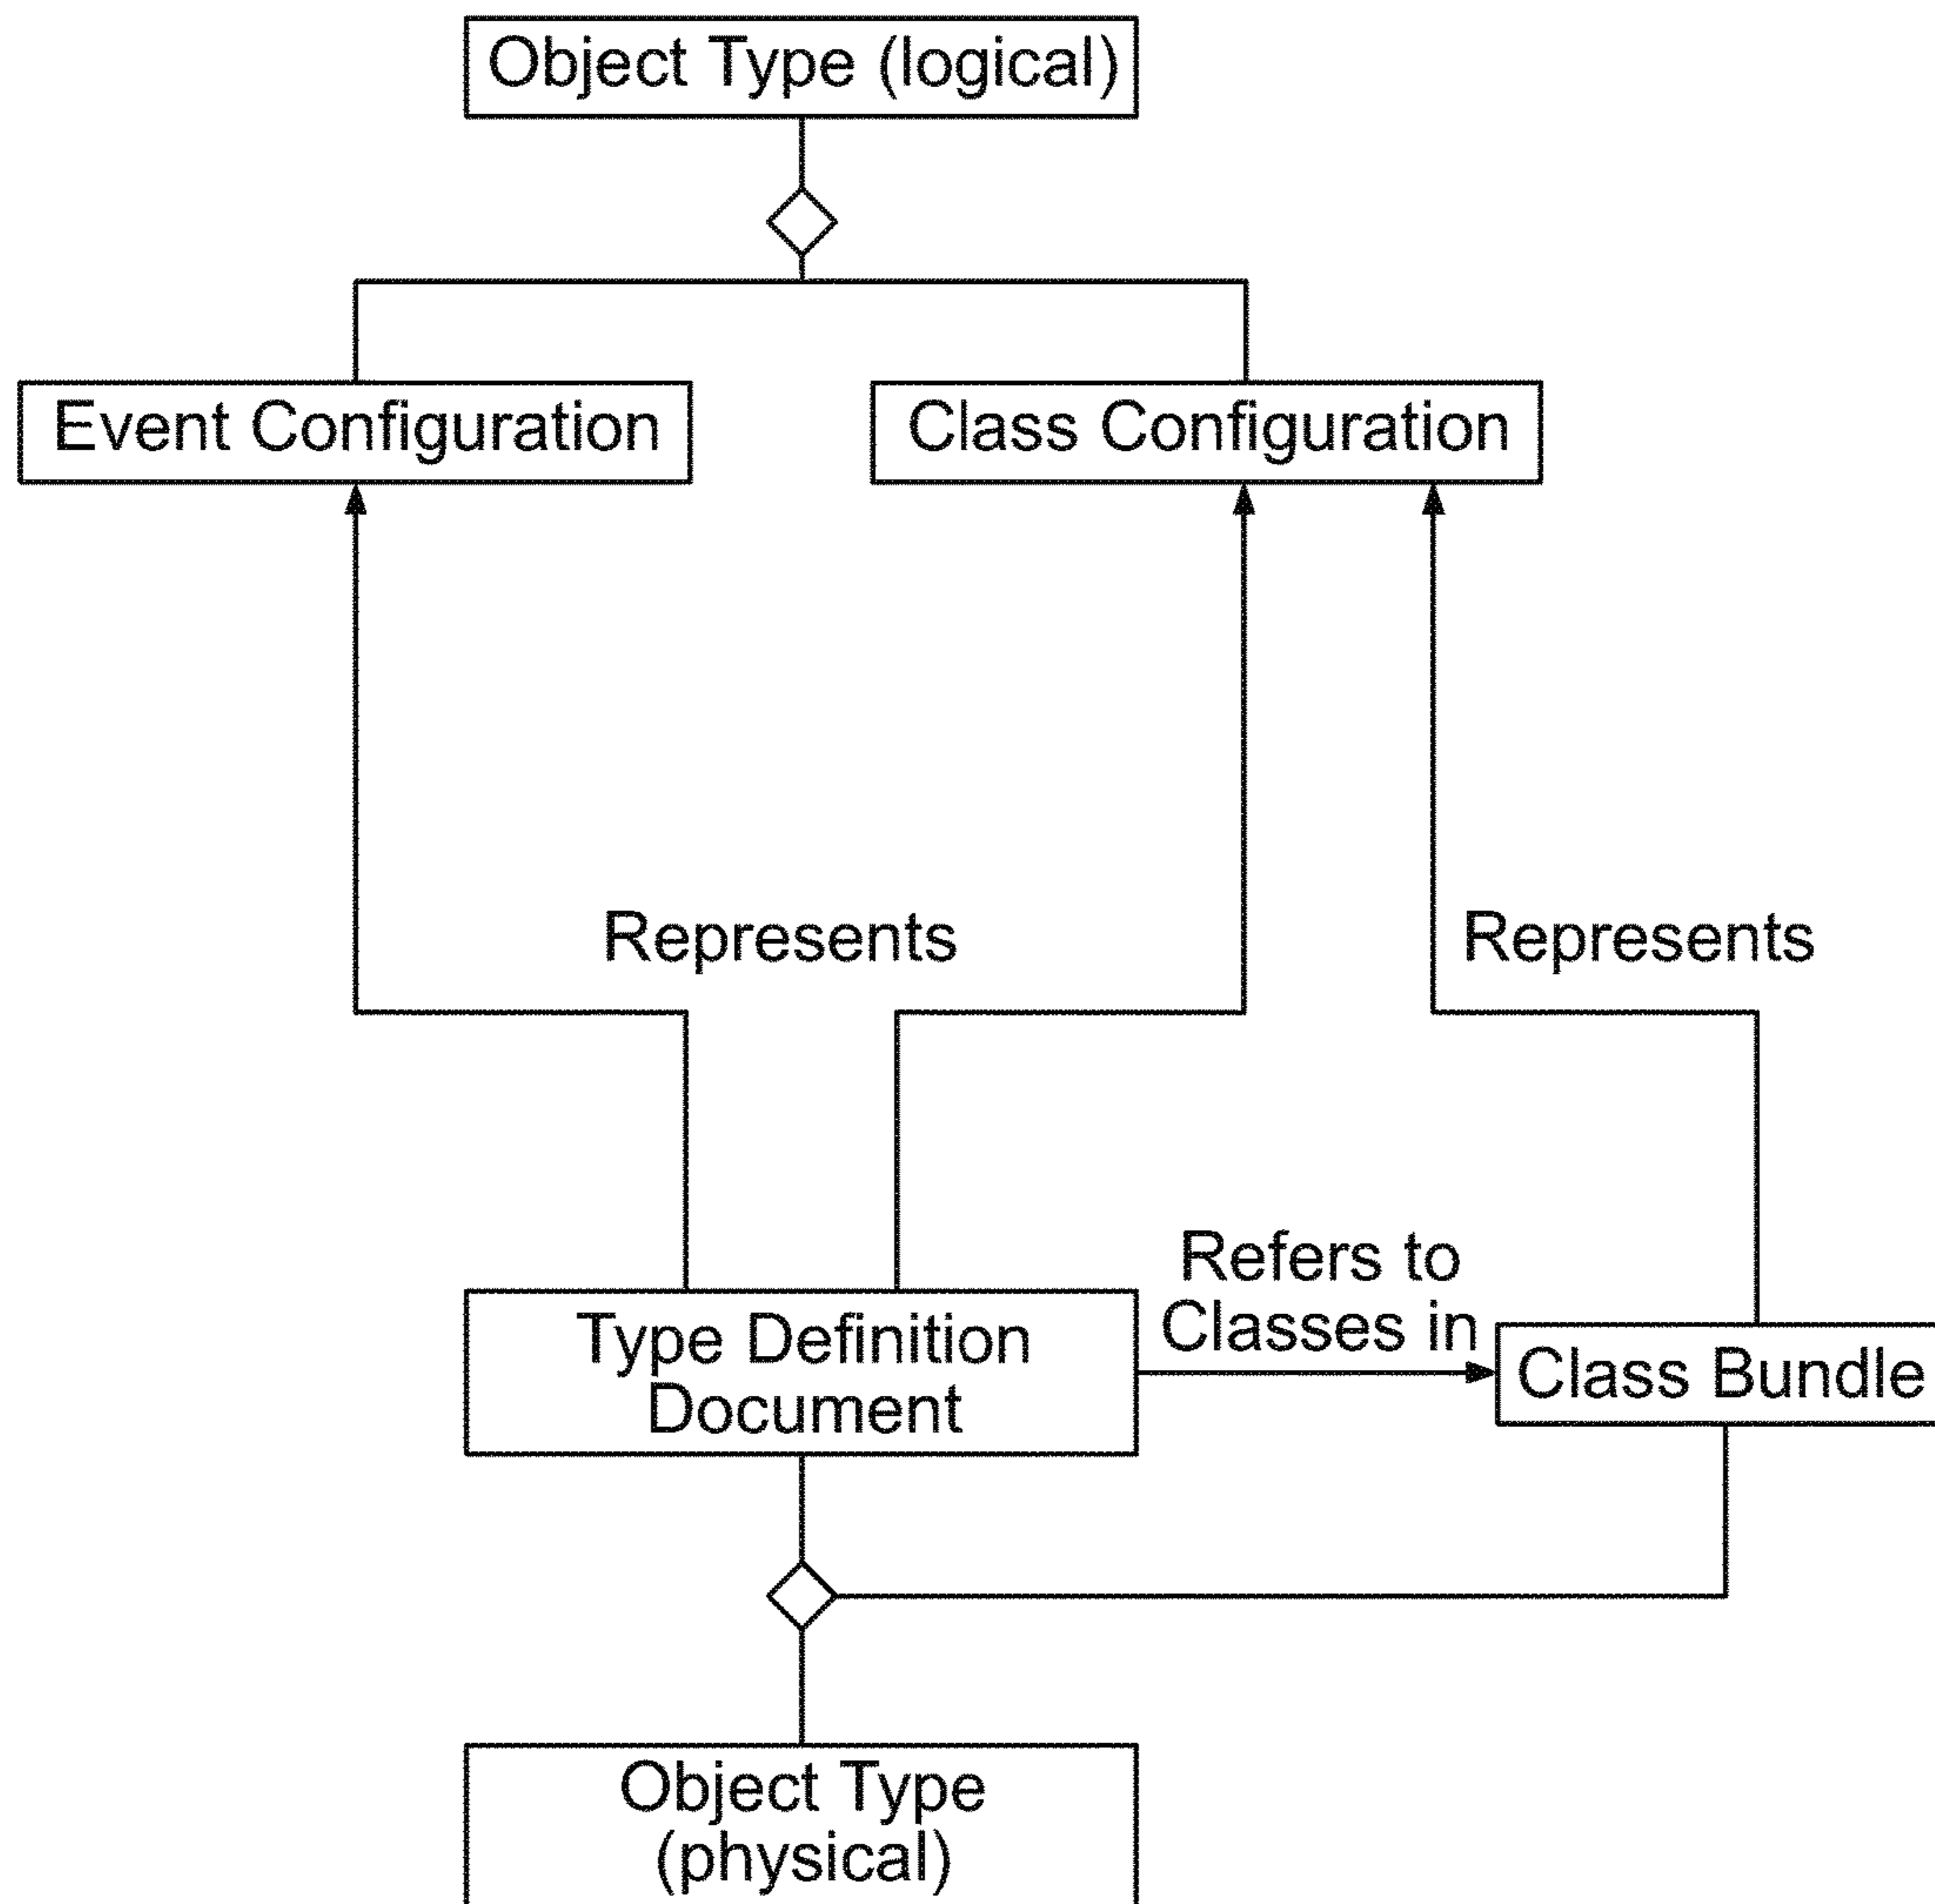 Object Type (logical)
Event Configuration
Class Configuration
Represents
Represents
Refers to
Classes in
Type Definition
Document
Class Bundle
Object Type
(physical)